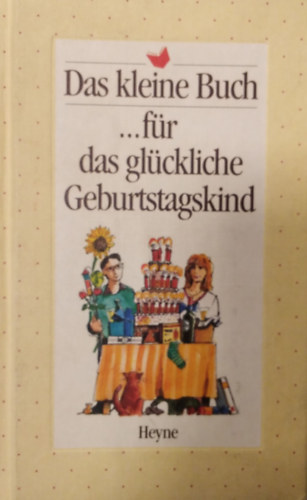 Das kleine Buch
...für
das glückliche
Geburtstagskind
Heyne